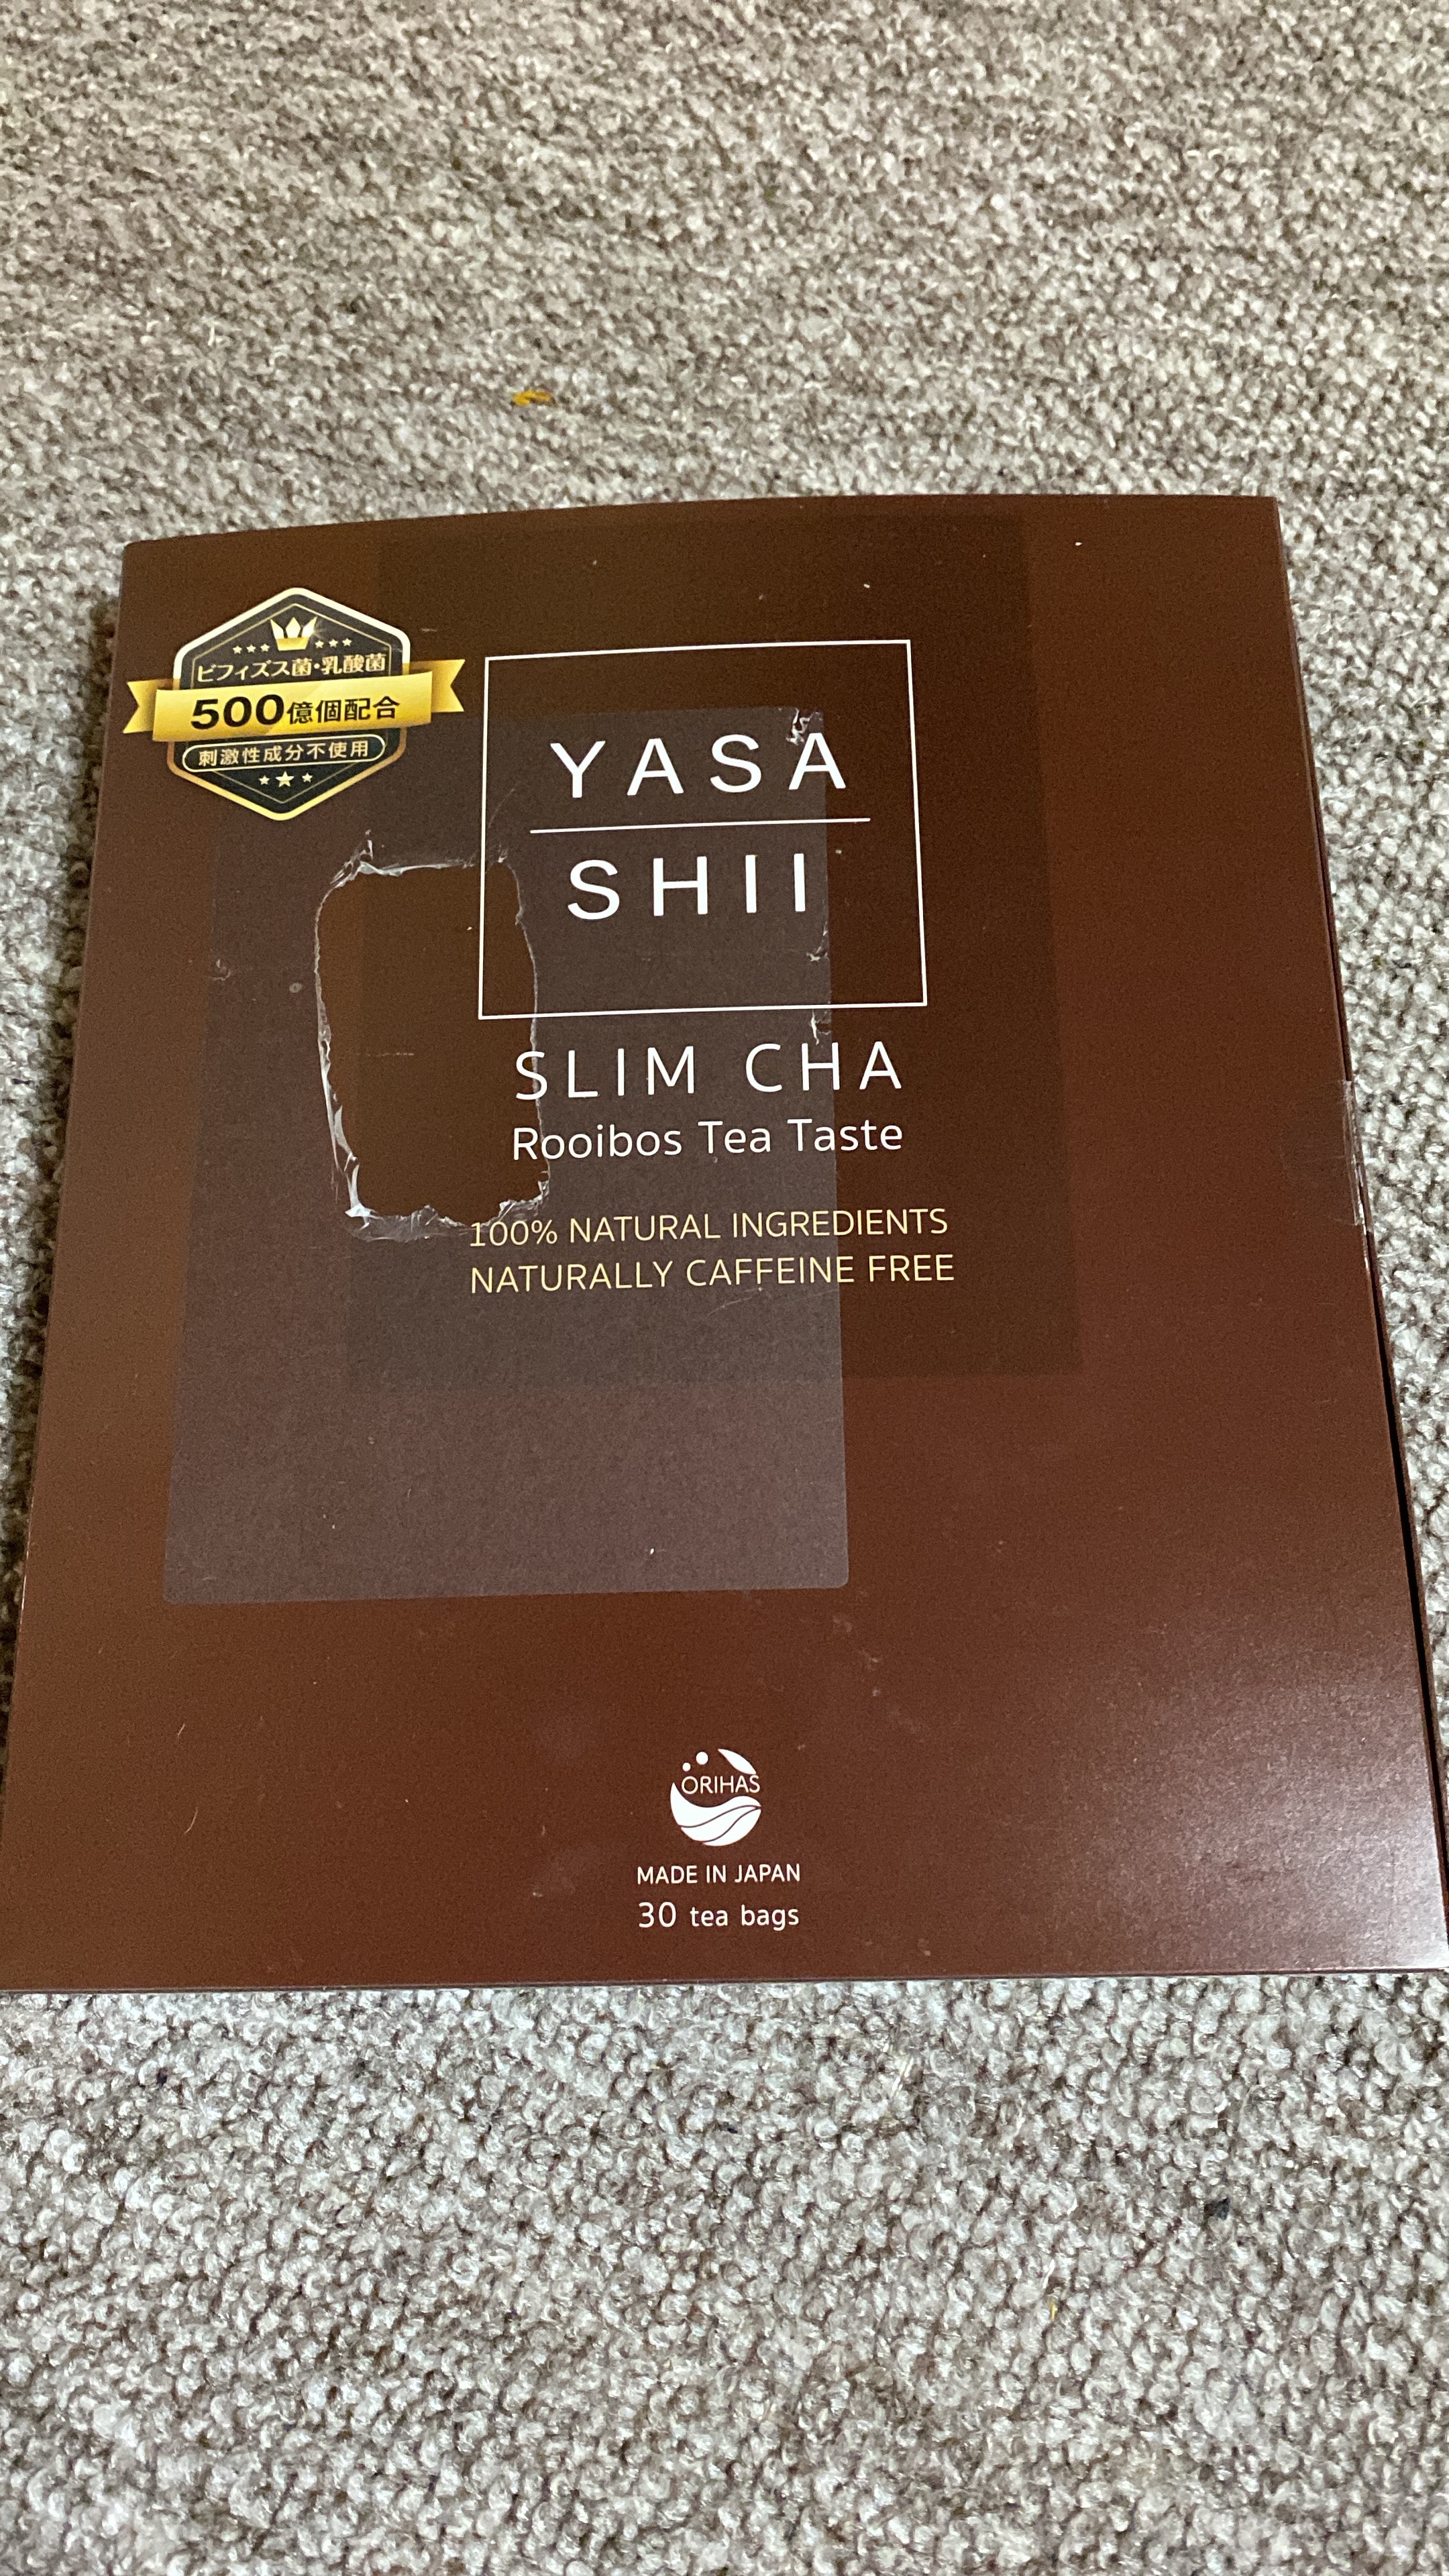 ビフィズス菌・乳酸菌
500億個配合
刺激性成分不使用
YASA
SHII
SLIM CHA
Rooibos Tea Taste
100% NATURAL INGREDIENTS
NATURALLY CAFFEINE FREE
ORIHAS
MADE IN JAPAN
30 tea bags